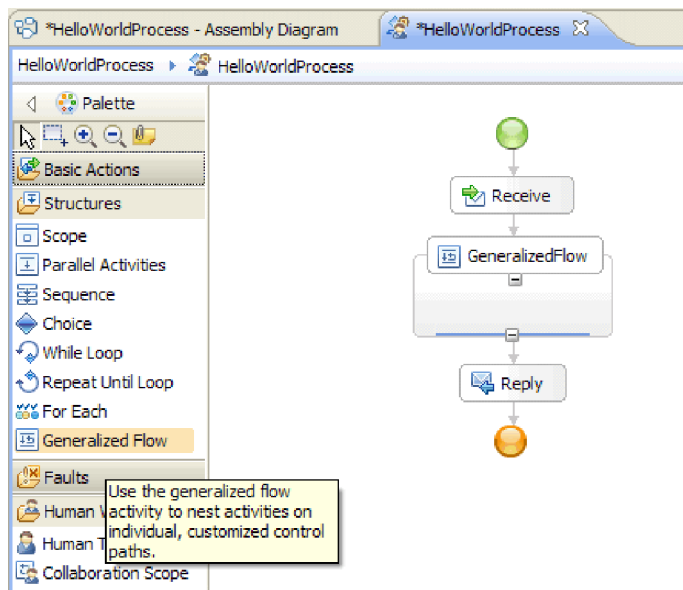 *HelloWorldProcess - Assembly Diagram
*HelloWorldProcess
HelloWorldProcess
HelloWorldProcess
Palette
Basic Actions
Structures
Scope
Parallel Activities
Sequence
Choice
While Loop
Repeat Until Loop
For Each
Generalized Flow
Faults
Human
Human T
Collaboration Scope
Use the generalized flow
activity to nest activities on
individual, customized control
paths.
Receive
GeneralizedFlow
Reply